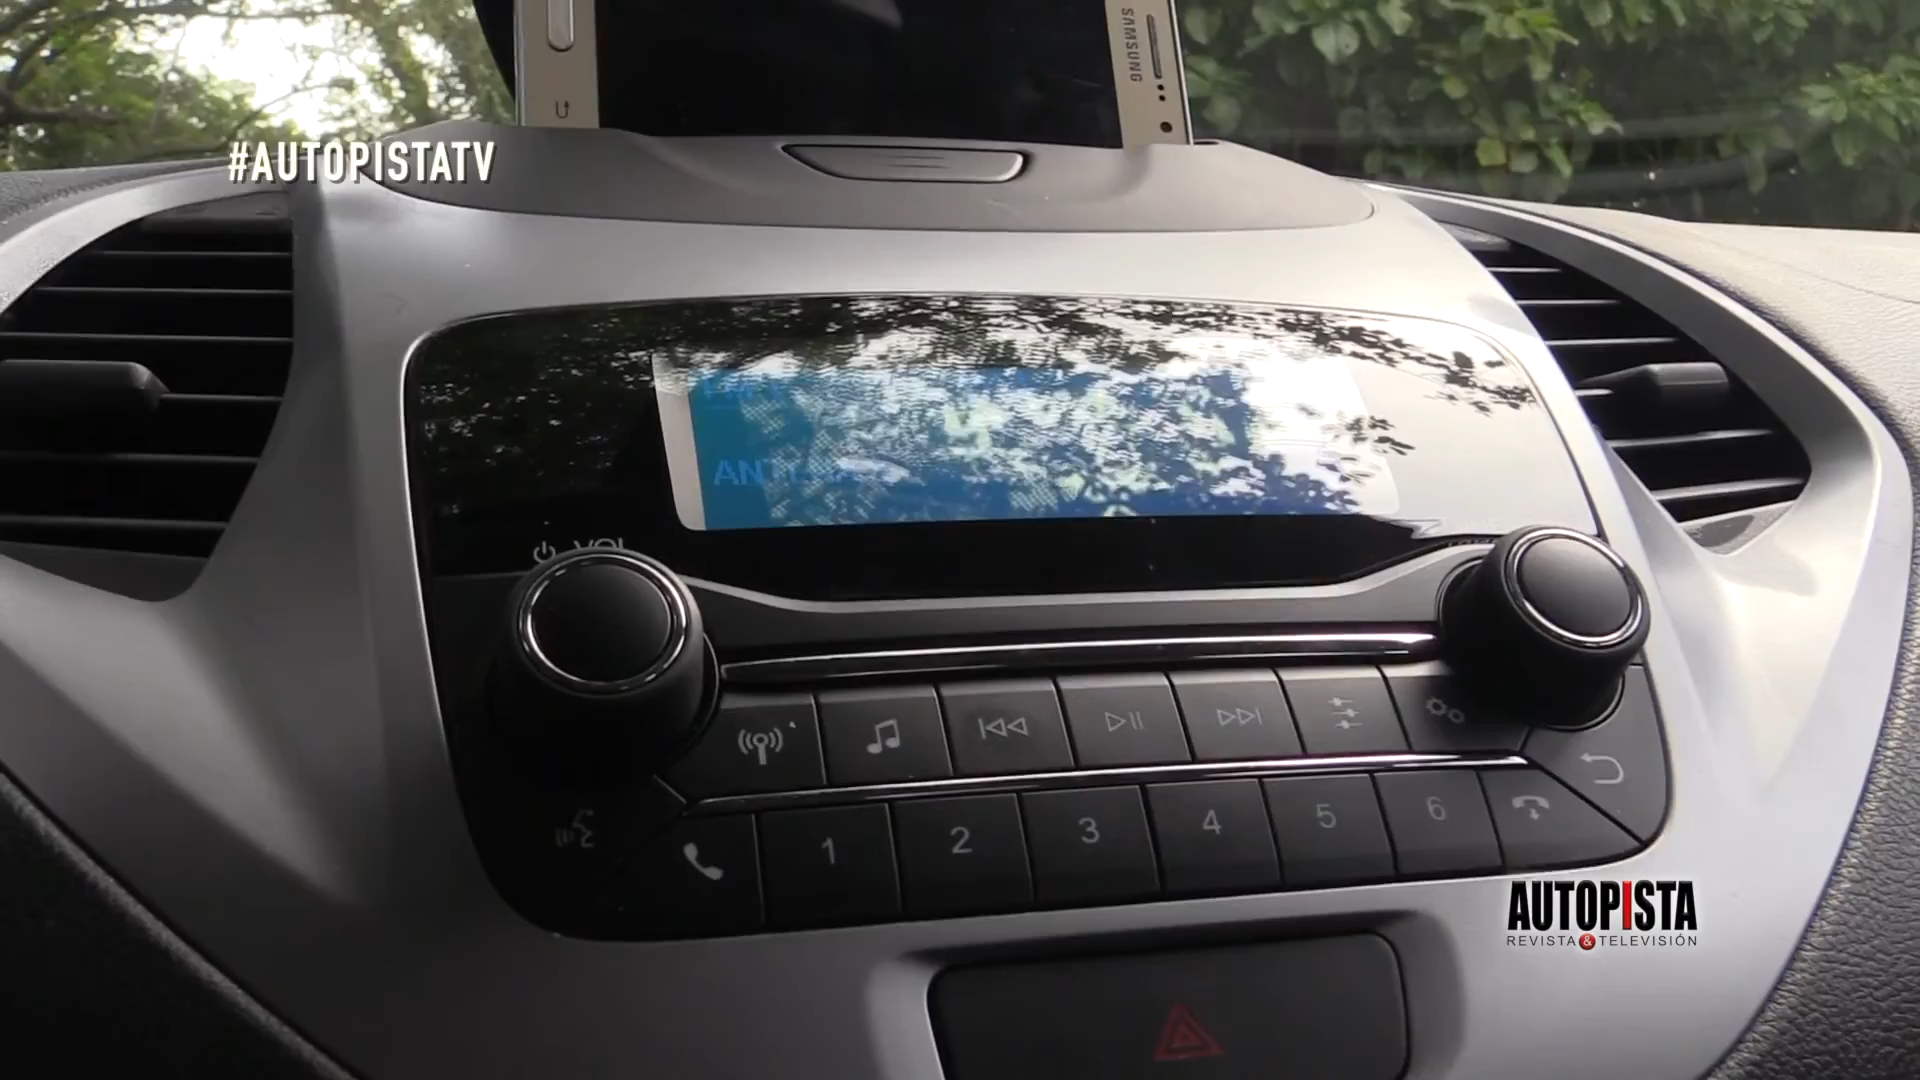 SAMSUNG
#AUTOPISTATV
VOL
1
2
3
4
5
6
AUTOPISTA
REVISTA & TELEVISIÓN